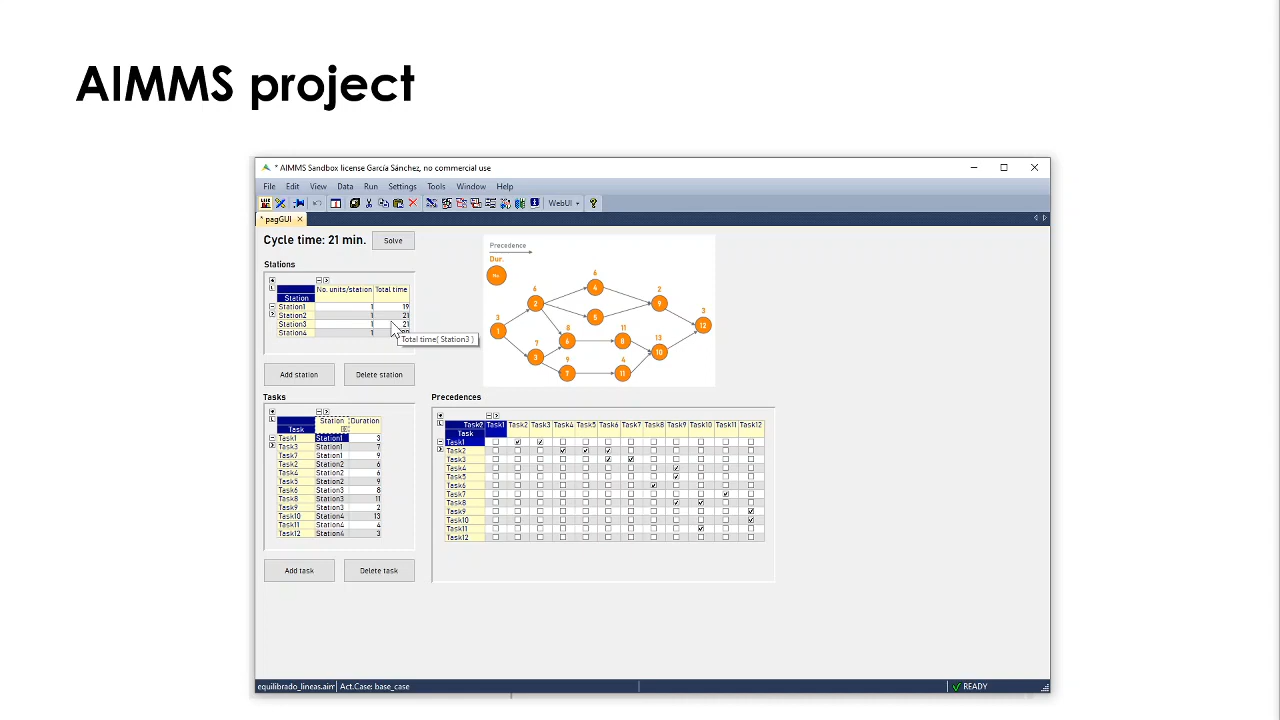 AIMMS project
* AIMMS Sandbox license García Sánchez, no commercial use
File Edit View Data Run Settings Tools Window Help
WebUI
* pagGUI
Cycle time: 21 min.
Solve
Stations
No. units/station Total time
Station
Station1 1 19
Station2 1 21
Station3 1 21
Station4 1
Total time( Station3 )
Add station Delete station
Precedence
Dur.
No.
6
6
2
4
2
9
3
12
3
1
5
8
6
11
8
13
10
7
3
9
7
4
11
Tasks
Station Duration
Task
Task1 Station1 3
Task3 Station1 7
Task7 Station1 9
Task2 Station2 6
Task4 Station2 6
Task5 Station2 9
Task6 Station3 8
Task8 Station3 11
Task9 Station3 2
Task10 Station4 13
Task11 Station4 4
Task12 Station4 3
Add task Delete task
Precedences
Task2 Task1 Task2 Task3 Task4 Task5 Task6 Task7 Task8 Task9 Task10 Task11 Task12
Task
Task1
Task2
Task3
Task4
Task5
Task6
Task7
Task8
Task9
Task10
Task11
Task12
equilibrado_lineas.aim Act.Case: base_case READY